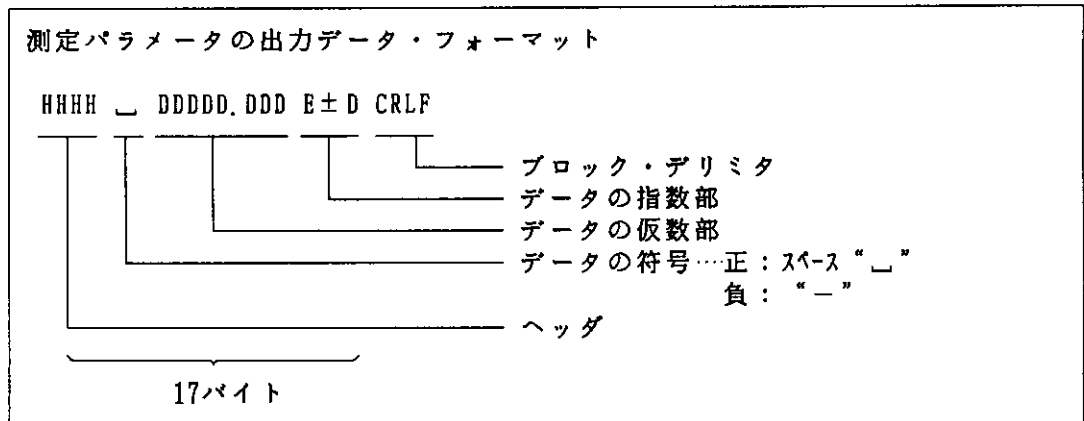 測定パラメータの出力データ・フォーマット
HHHH ␣ DDDDD.DDD E±D CRLF
ブロック・デリミタ
データの指数部
データの仮数部
データの符号…正：スペース“␣”
負：“－”
ヘッダ
17バイト